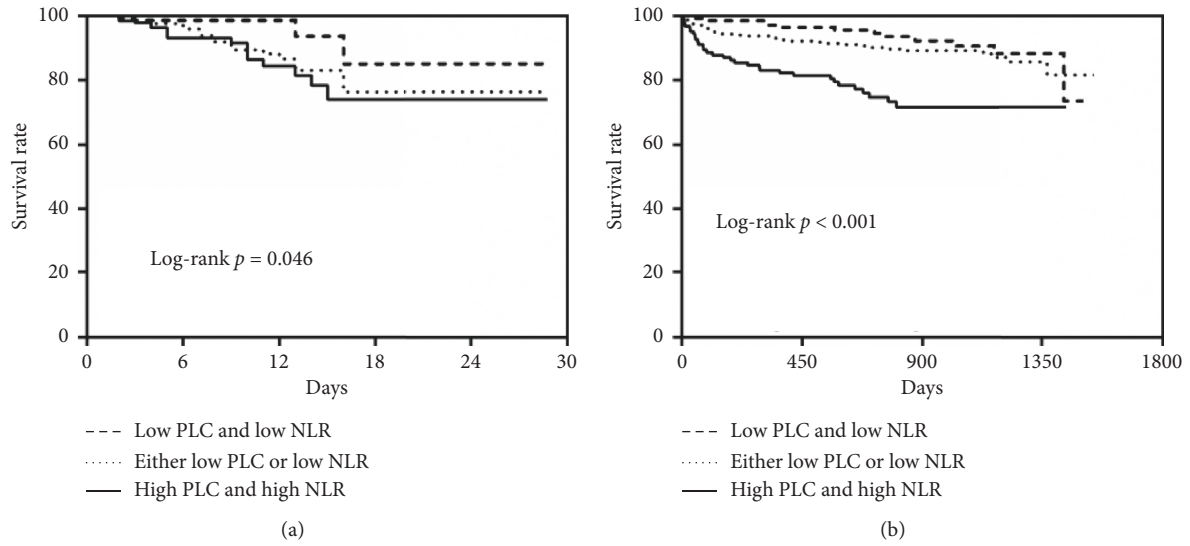 100
80
60
40
20
0
Survival rate
Log-rank p = 0.046
0 6 12 18 24 30
Days
Low PLC and low NLR
Either low PLC or low NLR
High PLC and high NLR
(a)
100
80
60
40
20
0
Survival rate
Log-rank p < 0.001
0 450 900 1350 1800
Days
Low PLC and low NLR
Either low PLC or low NLR
High PLC and high NLR
(b)